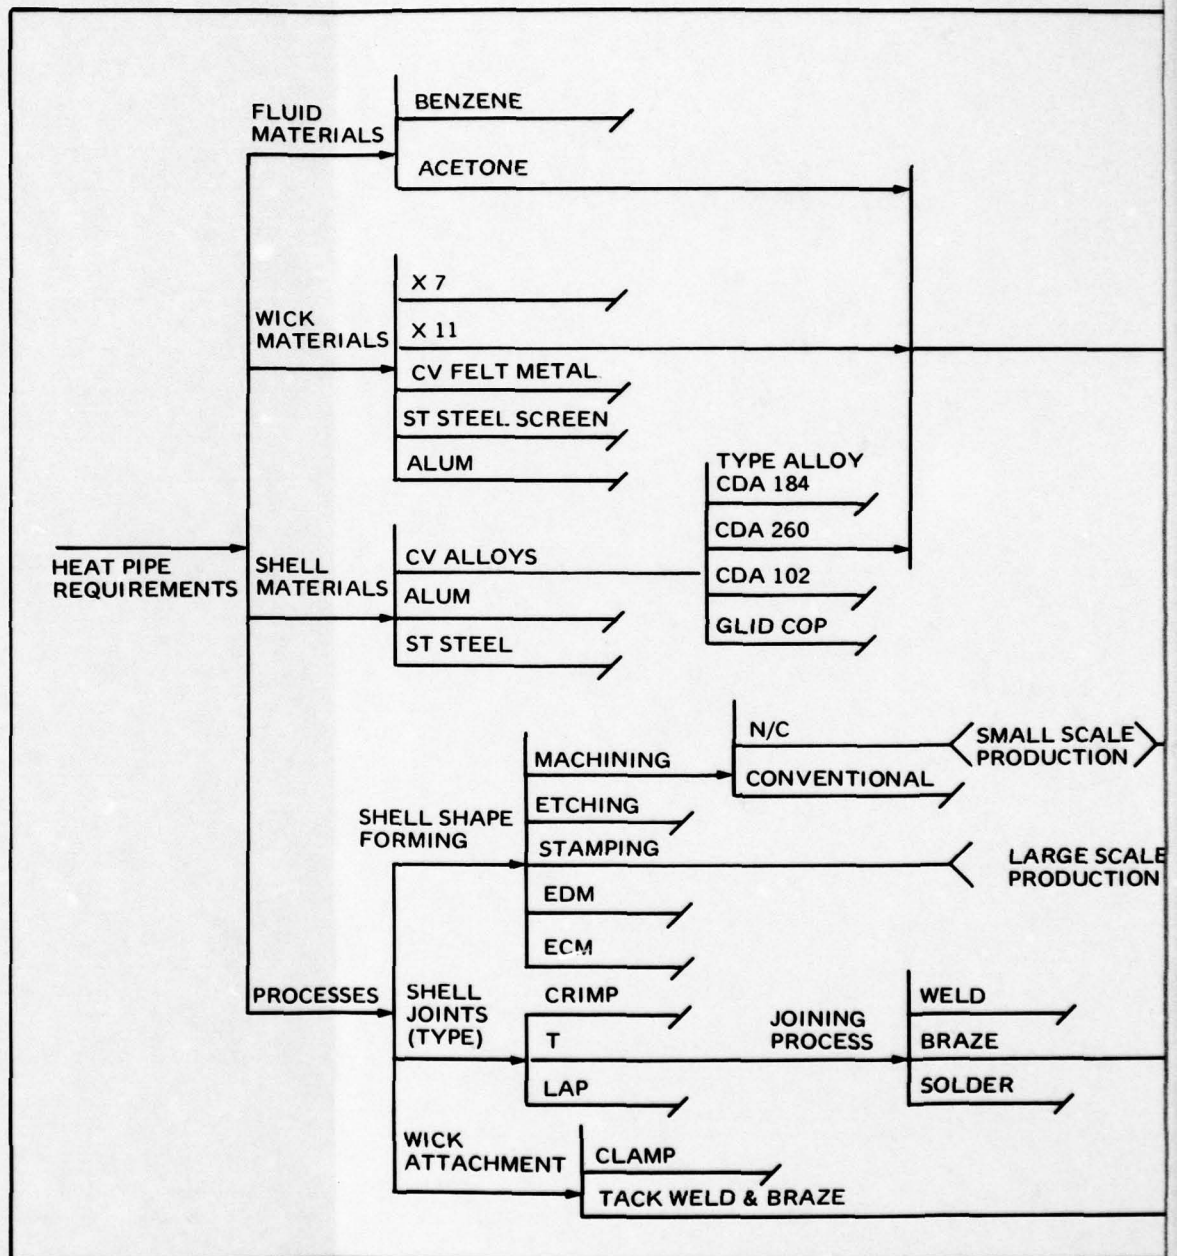 FLUID
MATERIALS
BENZENE
ACETONE
WICK
MATERIALS
X 7
X 11
CV FELT METAL
ST STEEL SCREEN
ALUM
HEAT PIPE
REQUIREMENTS
SHELL
MATERIALS
CV ALLOYS
ALUM
ST STEEL
TYPE ALLOY
CDA 184
CDA 260
CDA 102
GLID COP
PROCESSES
SHELL SHAPE
FORMING
MACHINING
ETCHING
STAMPING
EDM
ECM
N/C
CONVENTIONAL
SMALL SCALE
PRODUCTION
LARGE SCALE
PRODUCTION
SHELL
JOINTS
(TYPE)
CRIMP
T
LAP
JOINING
PROCESS
WELD
BRAZE
SOLDER
WICK
ATTACHMENT
CLAMP
TACK WELD & BRAZE